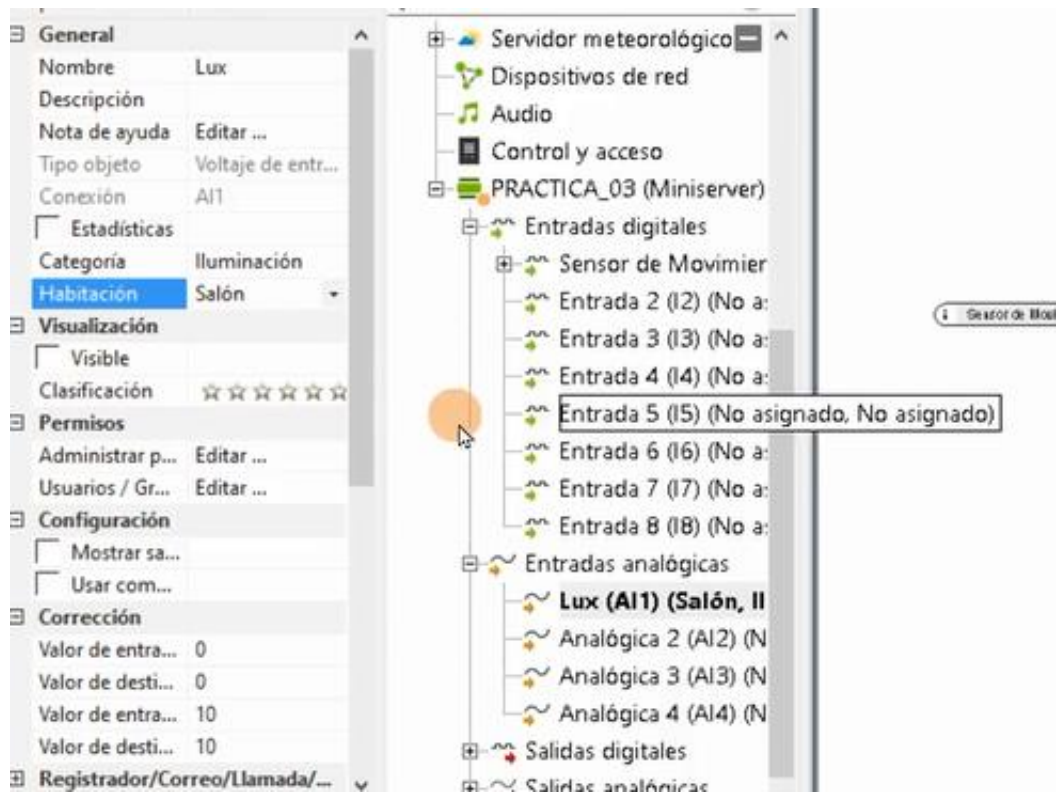 General
Nombre Lux
Descripción
Nota de ayuda Editar ...
Tipo objeto Voltaje de entr...
Conexión AI1
Estadísticas
Categoría Iluminación
Habitación Salón
Visualización
Visible
Clasificación
Permisos
Administrar p... Editar ...
Usuarios / Gr... Editar ...
Configuración
Mostrar sa...
Usar com...
Corrección
Valor de entra... 0
Valor de desti... 0
Valor de entra... 10
Valor de desti... 10
Registrador/Correo/Llamada/...
Servidor meteorológico
Dispositivos de red
Audio
Control y acceso
PRACTICA_03 (Miniserver)
Entradas digitales
Sensor de Movimier
Entrada 2 (I2) (No a
Entrada 3 (I3) (No a
Entrada 4 (I4) (No a
Entrada 5 (I5) (No asignado, No asignado)
Entrada 6 (I6) (No a
Entrada 7 (I7) (No a
Entrada 8 (I8) (No a
Entradas analógicas
Lux (AI1) (Salón, Il
Analógica 2 (AI2) (N
Analógica 3 (AI3) (N
Analógica 4 (AI4) (N
Salidas digitales
Salidas analógicas
Sensor de